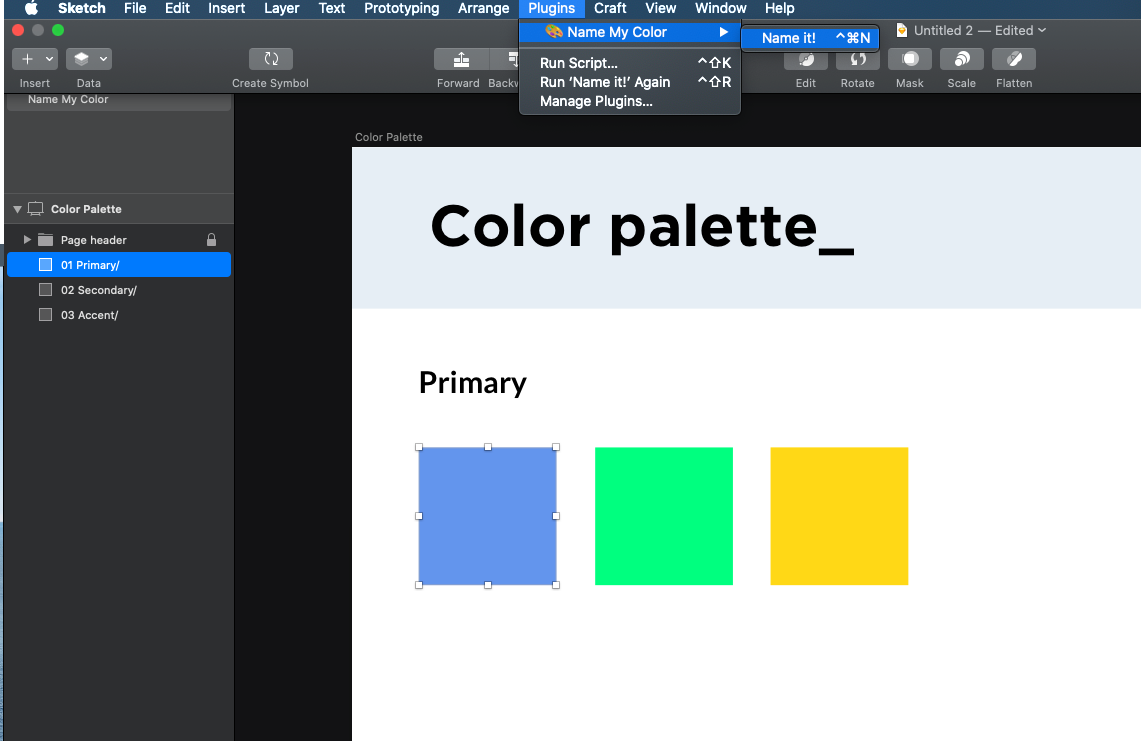 Sketch File Edit Insert Layer Text Prototyping Arrange Plugins Craft View Window Help
🎨 Name My Color ▶
Name it! ^⌘N
Untitled 2 — Edited
Run Script... ^⇧K
Run ‘Name it!’ Again ^⇧R
Manage Plugins...
Insert Data Create Symbol Forward Backw Edit Rotate Mask Scale Flatten
Name My Color
Color Palette
Color Palette
Page header
01 Primary/
02 Secondary/
03 Accent/
Color palette_
Primary